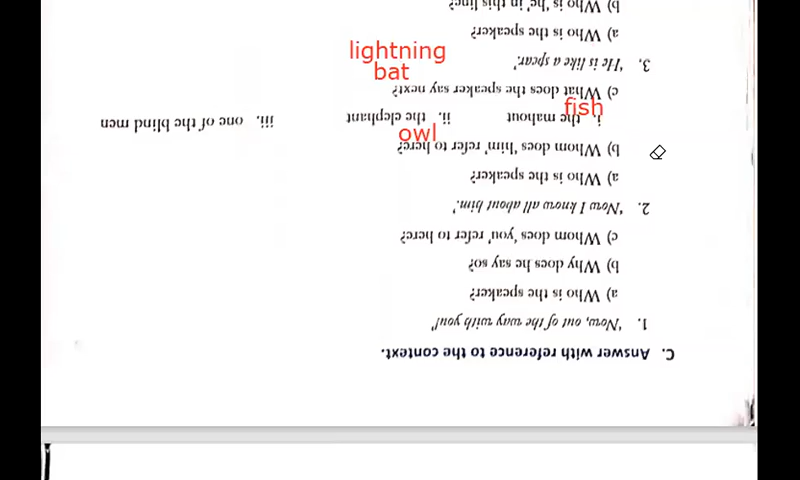 C. Answer with reference to the context.
1. 'Now, out of the way with you!'
a) Who is the speaker?
b) Why does he say so?
c) Whom does 'you' refer to here?
2. 'Now I know all about him.'
a) Who is the speaker?
b) Whom does 'him' refer to here?
i. the mahout ii. the elephant iii. one of the blind men
c) What does the speaker say next?
3. 'He is like a spear.'
a) Who is the speaker?
b) Who is 'he' in this line?
lightning
bat
fish
owl